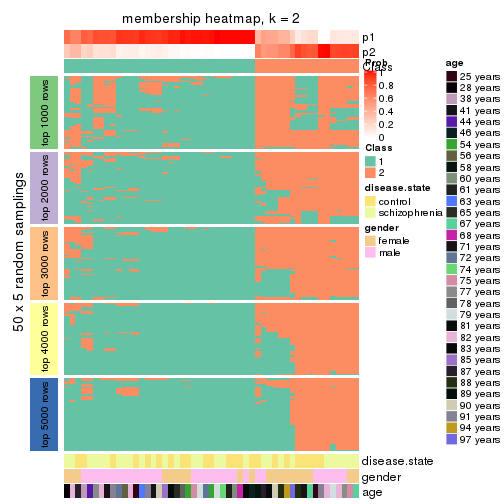 membership heatmap, k = 2
p1
p2
Class
50 x 5 random samplings
top 1000 rows
top 2000 rows
top 3000 rows
top 4000 rows
top 5000 rows
disease.state
gender
age
Prob
1
0.8
0.6
0.4
0.2
0
Class
1
2
disease.state
control
schizophrenia
gender
female
male
age
25 years
28 years
38 years
41 years
44 years
46 years
54 years
56 years
58 years
60 years
61 years
63 years
65 years
67 years
68 years
71 years
72 years
74 years
75 years
77 years
78 years
79 years
81 years
82 years
83 years
85 years
87 years
88 years
89 years
90 years
91 years
94 years
97 years